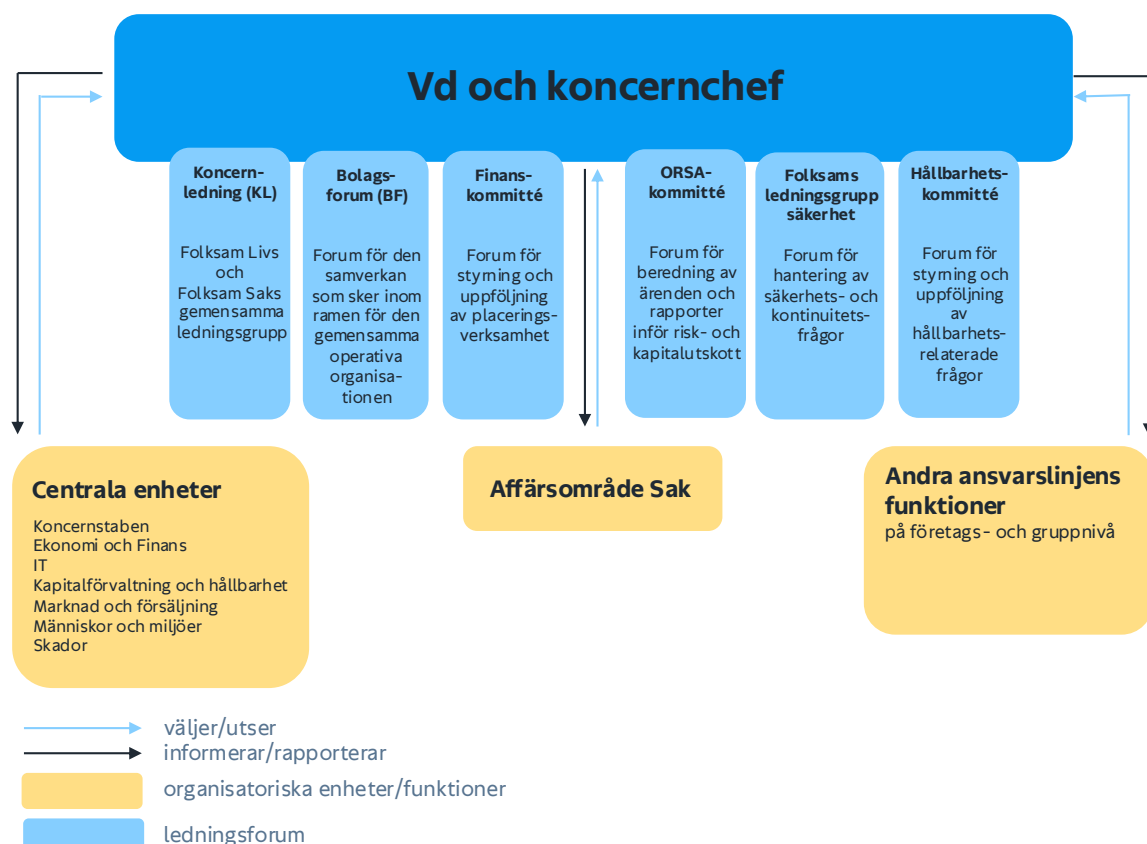 Vd och koncernchef
Koncern-
ledning (KL)
Folksam Livs
och
Folksam Saks
gemensamma
ledningsgrupp
Bolags-
forum (BF)
Forum för den
samverkan
som sker inom
ramen för den
gemensamma
operativa
organisa-
tionen
Finans-
kommitté
Forum för
styrning och
uppföljning
av placerings-
verksamhet
ORSA-
kommitté
Forum för
beredning av
ärenden och
rapporter
inför risk- och
kapitalutskott
Folksams
ledningsgrupp
säkerhet
Forum för
hantering av
säkerhets- och
kontinuitets-
frågor
Hållbarhets-
kommitté
Forum för
styrning och
uppföljning
av
hållbarhets-
relaterade
frågor
Centrala enheter
Koncernstaben
Ekonomi och Finans
IT
Kapitalförvaltning och hållbarhet
Marknad och försäljning
Människor och miljöer
Skador
Affärsområde Sak
Andra ansvarslinjens
funktioner
på företags- och gruppnivå
väljer/utser
informerar/rapporterar
organisatoriska enheter/funktioner
ledningsforum